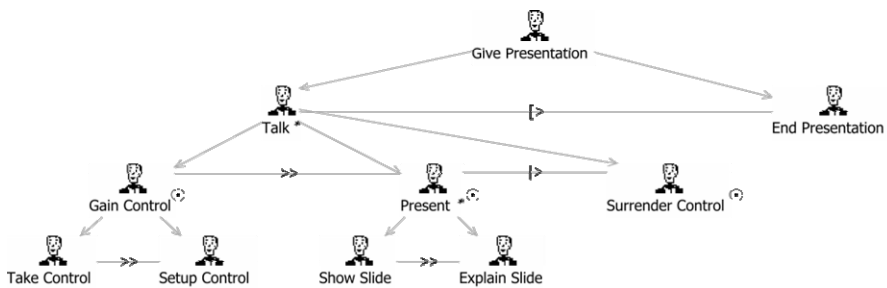 Give Presentation
Talk *
[>
End Presentation
Gain Control
>>
Present *
[>
Surrender Control
Take Control
>>
Setup Control
Show Slide
>>
Explain Slide